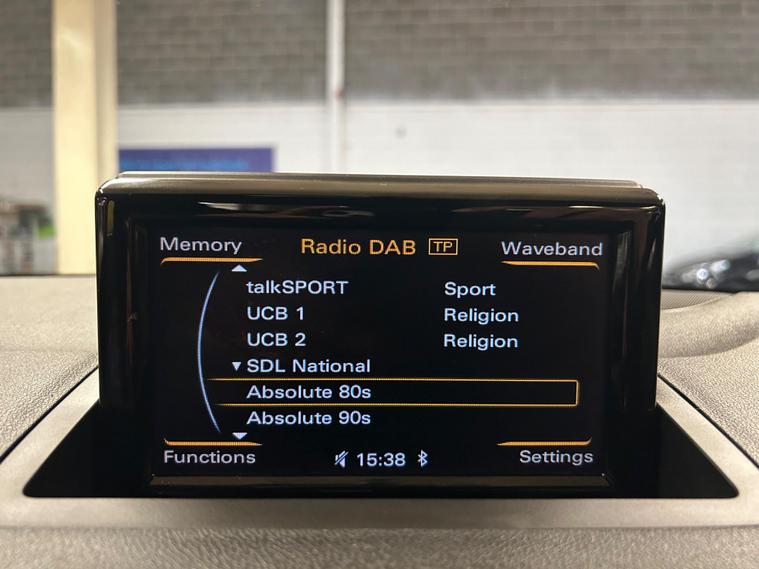 Memory Radio DAB TP Waveband
talkSPORT Sport
UCB 1 Religion
UCB 2 Religion
SDL National
Absolute 80s
Absolute 90s
Functions 15:38 Settings